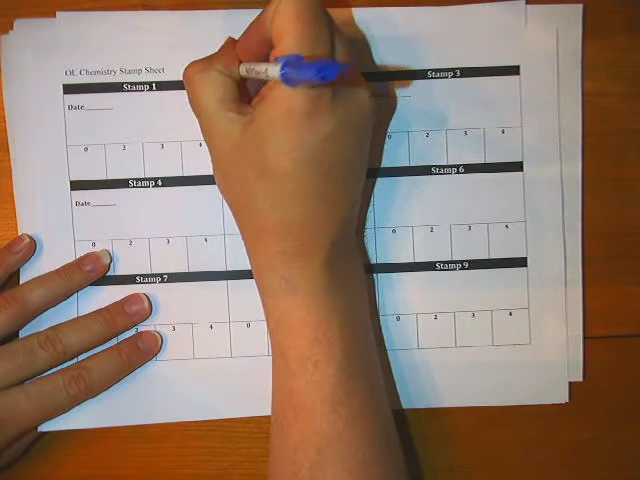 OL Chemistry Stamp Sheet
Stamp 1 Stamp 3
Date______
0 2 3 4 0 2 3 4
Stamp 4 Stamp 6
Date______
0 2 3 4 0 2 3 4
Stamp 7 Stamp 9
3 4 0 0 2 3 4